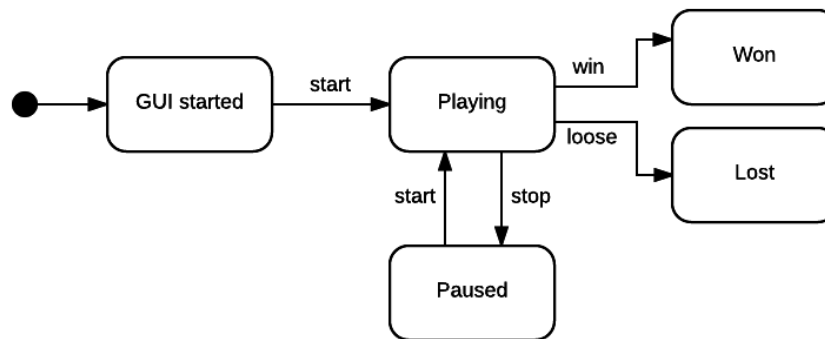 GUI started
start
Playing
win
Won
loose
Lost
start
stop
Paused